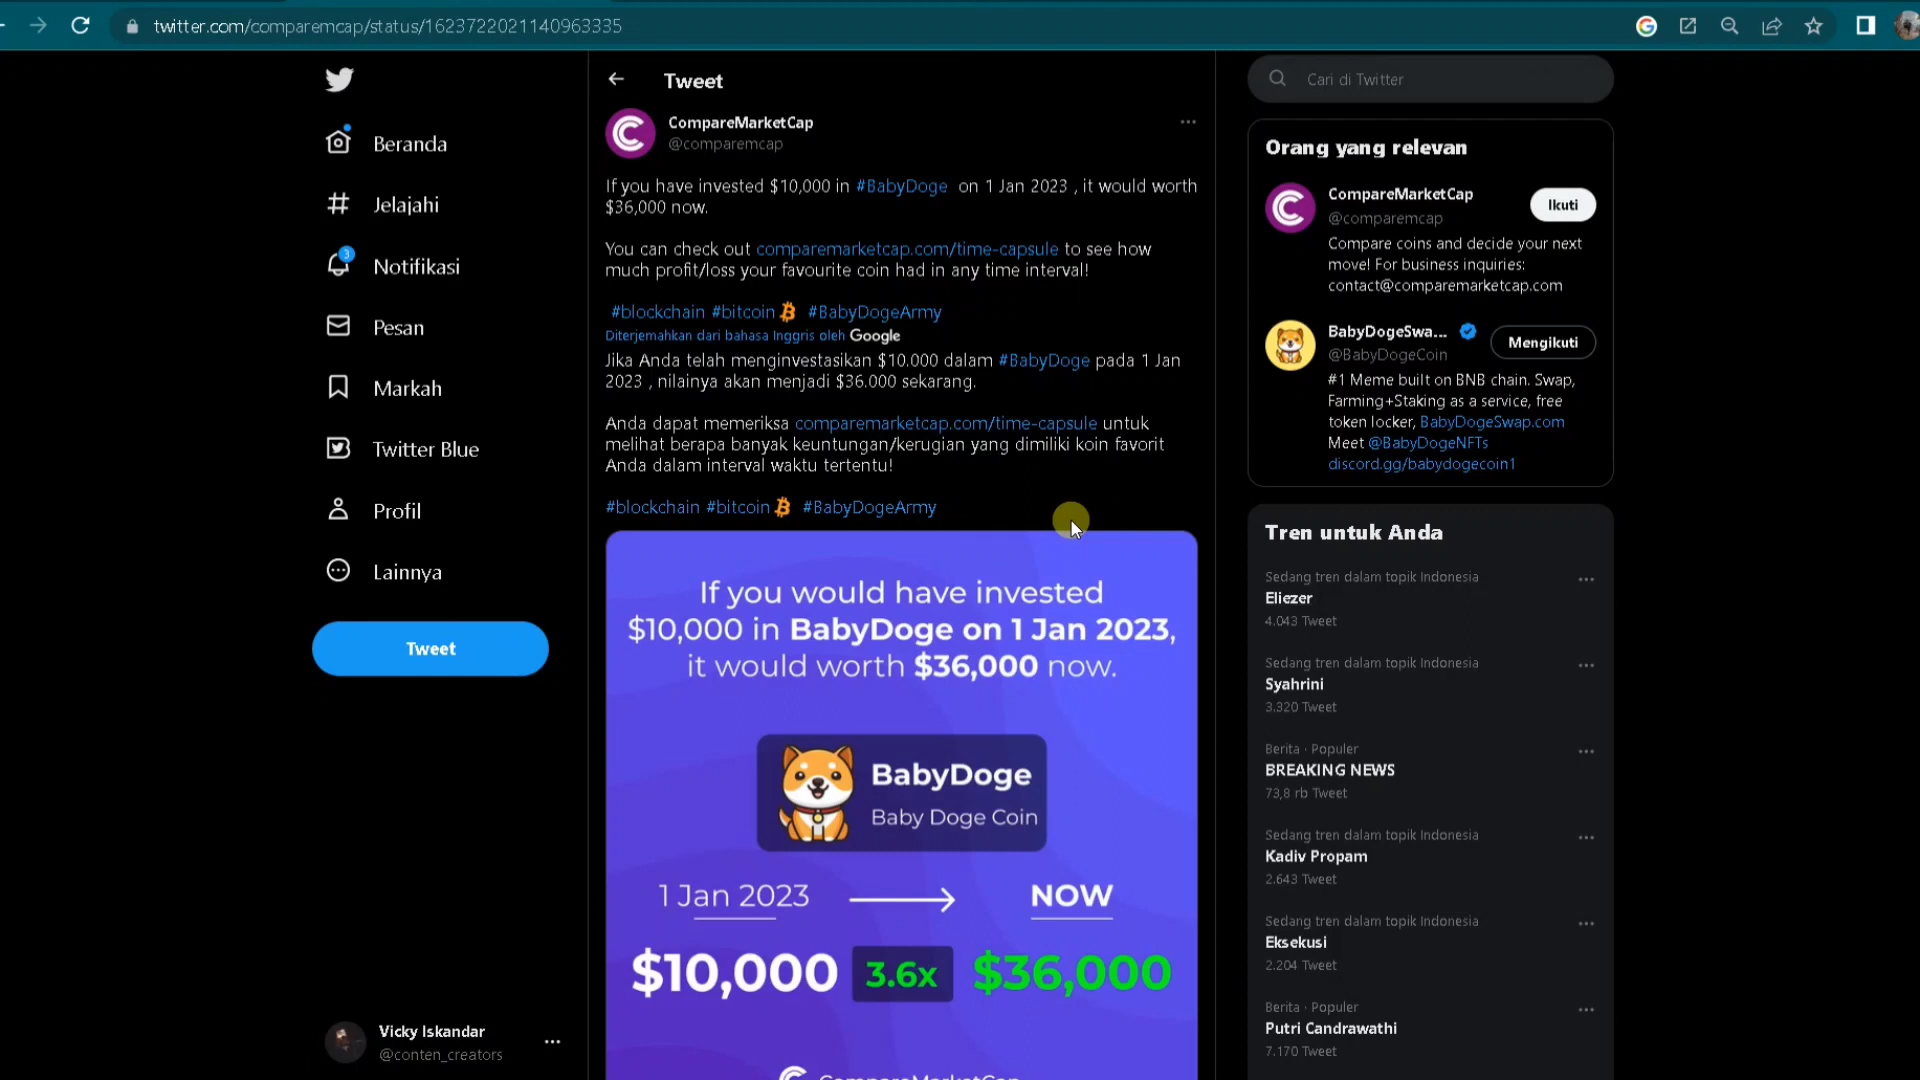 twitter.com/comparemcap/status/1623722021140963335
Beranda
Jelajahi
3
Notifikasi
Pesan
Markah
Twitter Blue
Profil
Lainnya
Tweet
Vicky Iskandar
@conten_creators
Tweet
CompareMarketCap
@comparemcap
If you have invested $10,000 in #BabyDoge on 1 Jan 2023 , it would worth
$36,000 now.
You can check out comparemarketcap.com/time-capsule to see how
much profit/loss your favourite coin had in any time interval!
#blockchain #bitcoin #BabyDogeArmy
Diterjemahkan dari bahasa Inggris oleh Google
Jika Anda telah menginvestasikan $10.000 dalam #BabyDoge pada 1 Jan
2023 , nilainya akan menjadi $36.000 sekarang.
Anda dapat memeriksa comparemarketcap.com/time-capsule untuk
melihat berapa banyak keuntungan/kerugian yang dimiliki koin favorit
Anda dalam interval waktu tertentu!
#blockchain #bitcoin #BabyDogeArmy
If you would have invested
$10,000 in BabyDoge on 1 Jan 2023,
it would worth $36,000 now.
BabyDoge
Baby Doge Coin
1 Jan 2023
NOW
$10,000 3.6x $36,000
CompareMarketCap
Cari di Twitter
Orang yang relevan
CompareMarketCap
@comparemcap
Ikuti
Compare coins and decide your next
move! For business inquiries:
contact@comparemarketcap.com
BabyDogeSwa...
@BabyDogeCoin
Mengikuti
#1 Meme built on BNB chain. Swap,
Farming+Staking as a service, free
token locker, BabyDogeSwap.com
Meet @BabyDogeNFTs
discord.gg/babydogecoin1
Tren untuk Anda
Sedang tren dalam topik Indonesia
Eliezer
4.043 Tweet
Sedang tren dalam topik Indonesia
Syahrini
3.320 Tweet
Berita · Populer
BREAKING NEWS
73,8 rb Tweet
Sedang tren dalam topik Indonesia
Kadiv Propam
2.643 Tweet
Sedang tren dalam topik Indonesia
Eksekusi
2.204 Tweet
Berita · Populer
Putri Candrawathi
7.170 Tweet